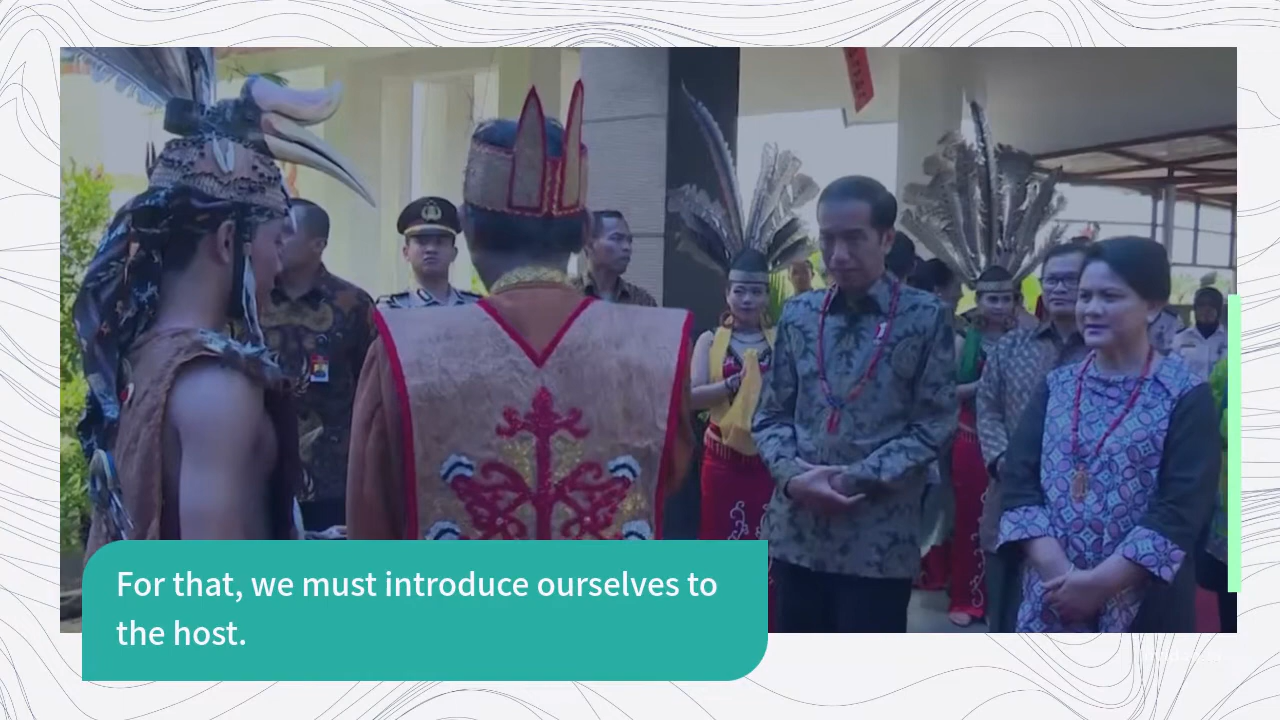 For that, we must introduce ourselves to
the host.